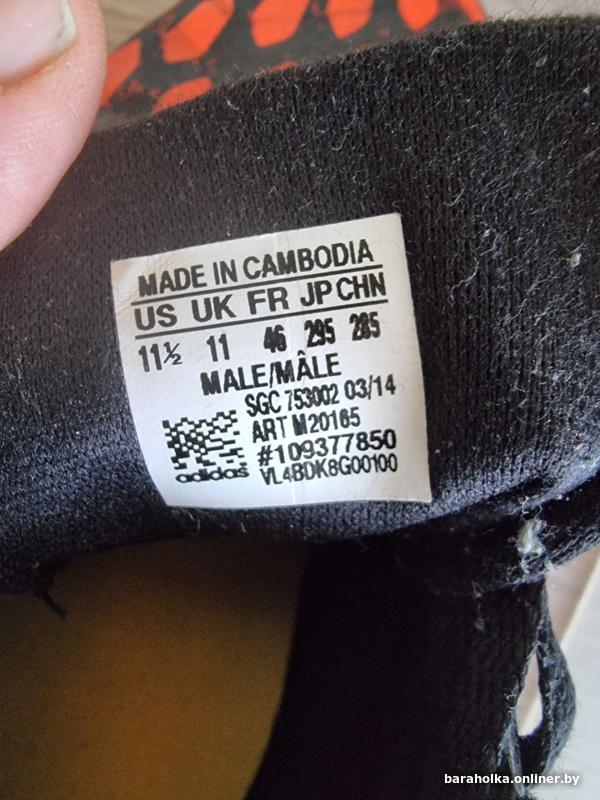 MADE IN CAMBODIA
US UK FR JP CHN
11½ 11 46 295 285
MALE/MÂLE
SGC 753002 03/14
ART M20165
#109377850
VL4BDK8G00100
adidas
baraholka.onliner.by